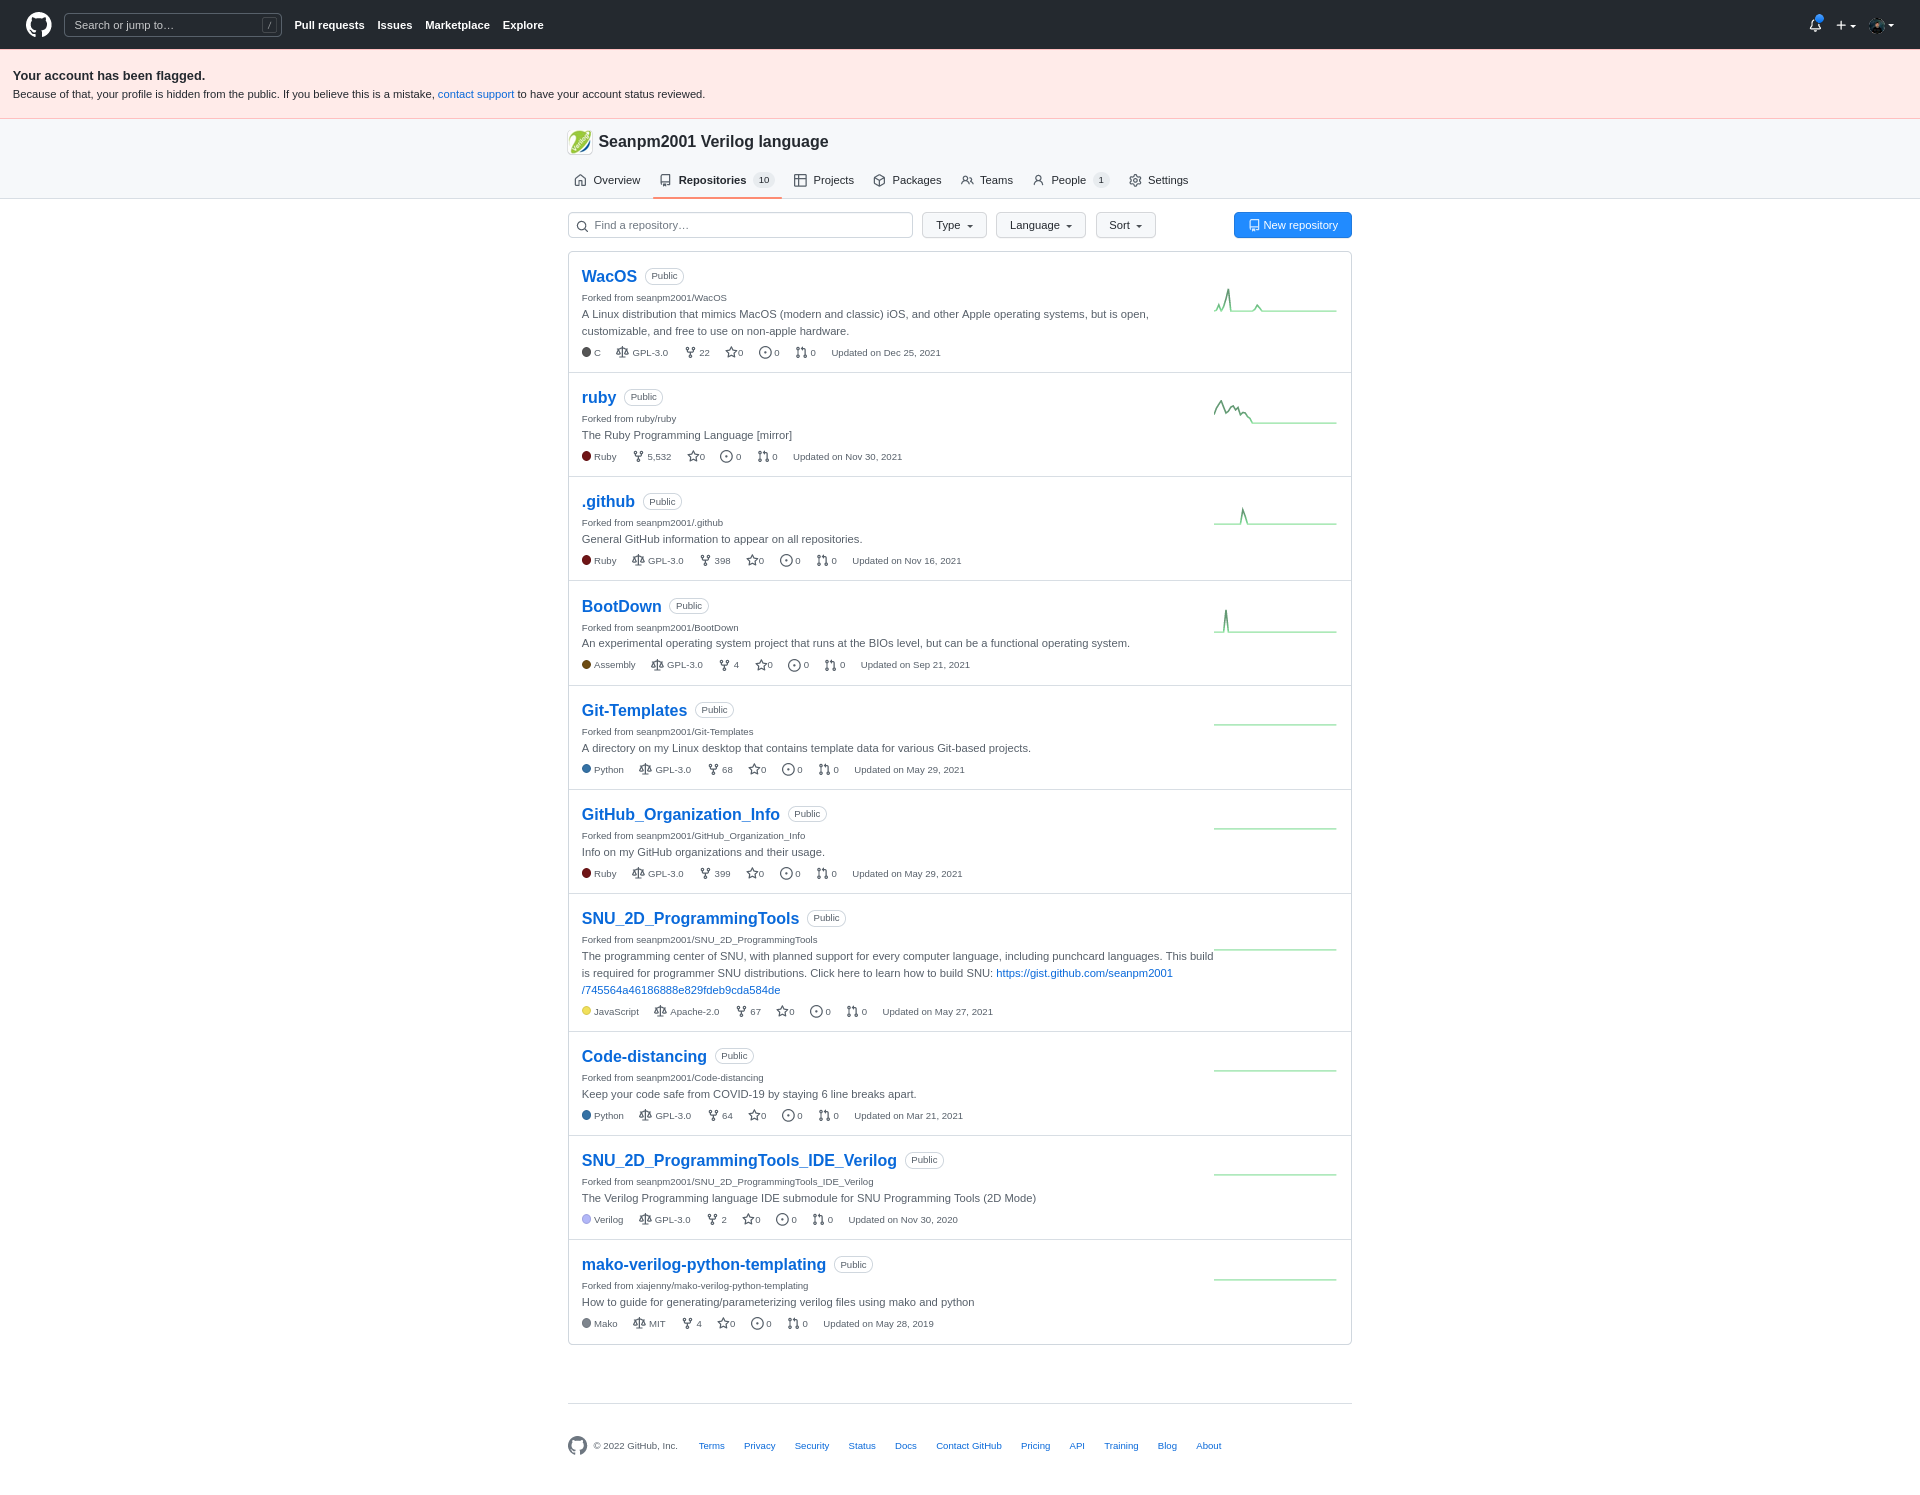 Search or jump to… /
Pull requests Issues Marketplace Explore
Your account has been flagged.
Because of that, your profile is hidden from the public. If you believe this is a mistake, contact support to have your account status reviewed.
Seanpm2001 Verilog language
Overview Repositories 10 Projects Packages Teams People 1 Settings
Find a repository… Type Language Sort New repository
WacOS Public
Forked from seanpm2001/WacOS
A Linux distribution that mimics MacOS (modern and classic) iOS, and other Apple operating systems, but is open,
customizable, and free to use on non-apple hardware.
C GPL-3.0 22 0 0 0 Updated on Dec 25, 2021
ruby Public
Forked from ruby/ruby
The Ruby Programming Language [mirror]
Ruby 5,532 0 0 0 Updated on Nov 30, 2021
.github Public
Forked from seanpm2001/.github
General GitHub information to appear on all repositories.
Ruby GPL-3.0 398 0 0 0 Updated on Nov 16, 2021
BootDown Public
Forked from seanpm2001/BootDown
An experimental operating system project that runs at the BIOs level, but can be a functional operating system.
Assembly GPL-3.0 4 0 0 0 Updated on Sep 21, 2021
Git-Templates Public
Forked from seanpm2001/Git-Templates
A directory on my Linux desktop that contains template data for various Git-based projects.
Python GPL-3.0 68 0 0 0 Updated on May 29, 2021
GitHub_Organization_Info Public
Forked from seanpm2001/GitHub_Organization_Info
Info on my GitHub organizations and their usage.
Ruby GPL-3.0 399 0 0 0 Updated on May 29, 2021
SNU_2D_ProgrammingTools Public
Forked from seanpm2001/SNU_2D_ProgrammingTools
The programming center of SNU, with planned support for every computer language, including punchcard languages. This build
is required for programmer SNU distributions. Click here to learn how to build SNU: https://gist.github.com/seanpm2001
/745564a46186888e829fdeb9cda584de
JavaScript Apache-2.0 67 0 0 0 Updated on May 27, 2021
Code-distancing Public
Forked from seanpm2001/Code-distancing
Keep your code safe from COVID-19 by staying 6 line breaks apart.
Python GPL-3.0 64 0 0 0 Updated on Mar 21, 2021
SNU_2D_ProgrammingTools_IDE_Verilog Public
Forked from seanpm2001/SNU_2D_ProgrammingTools_IDE_Verilog
The Verilog Programming language IDE submodule for SNU Programming Tools (2D Mode)
Verilog GPL-3.0 2 0 0 0 Updated on Nov 30, 2020
mako-verilog-python-templating Public
Forked from xiajenny/mako-verilog-python-templating
How to guide for generating/parameterizing verilog files using mako and python
Mako MIT 4 0 0 0 Updated on May 28, 2019
© 2022 GitHub, Inc. Terms Privacy Security Status Docs Contact GitHub Pricing API Training Blog About